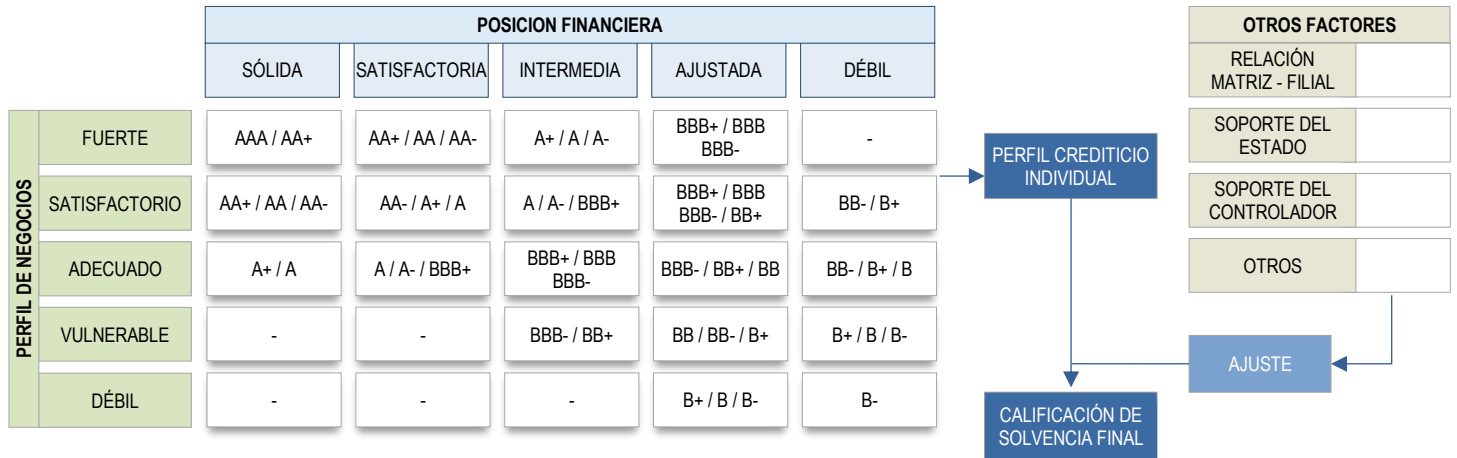 POSICION FINANCIERA
SÓLIDA
SATISFACTORIA
INTERMEDIA
AJUSTADA
DÉBIL
PERFIL DE NEGOCIOS
FUERTE
AAA / AA+
AA+ / AA / AA-
A+ / A / A-
BBB+ / BBB
BBB-
-
SATISFACTORIO
AA+ / AA / AA-
AA- / A+ / A
A / A- / BBB+
BBB+ / BBB
BBB- / BB+
BB- / B+
ADECUADO
A+ / A
A / A- / BBB+
BBB+ / BBB
BBB-
BBB- / BB+ / BB
BB- / B+ / B
VULNERABLE
-
-
BBB- / BB+
BB / BB- / B+
B+ / B / B-
DÉBIL
-
-
-
B+ / B / B-
B-
PERFIL CREDITICIO
INDIVIDUAL
OTROS FACTORES
RELACIÓN
MATRIZ - FILIAL
SOPORTE DEL
ESTADO
SOPORTE DEL
CONTROLADOR
OTROS
AJUSTE
CALIFICACIÓN DE
SOLVENCIA FINAL